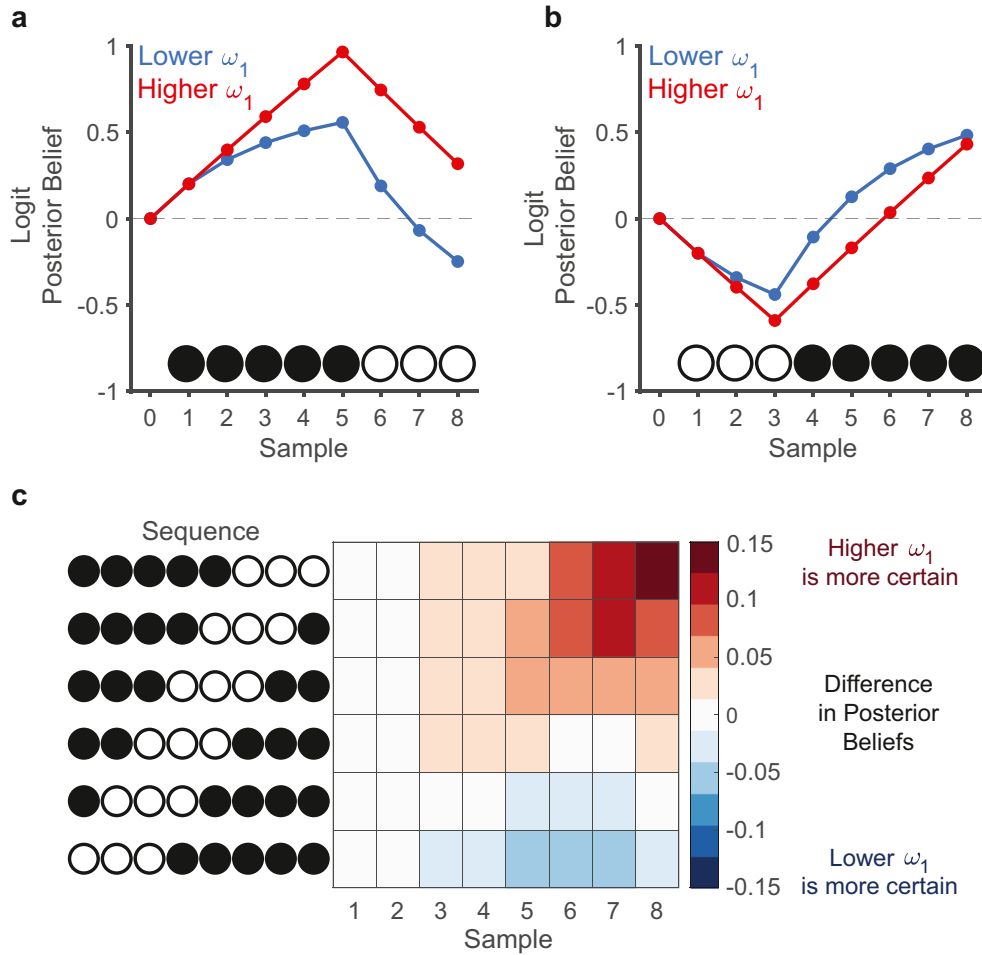 a
Lower ω1
Higher ω1
Logit
Posterior Belief
1
0.5
0
-0.5
-1
0 1 2 3 4 5 6 7 8
Sample
b
Lower ω1
Higher ω1
Logit
Posterior Belief
1
0.5
0
-0.5
-1
0 1 2 3 4 5 6 7 8
Sample
c
Sequence
1 2 3 4 5 6 7 8
Sample
0.15
0.1
0.05
0
-0.05
-0.1
-0.15
Higher ω1
is more certain
Difference
in Posterior
Beliefs
Lower ω1
is more certain